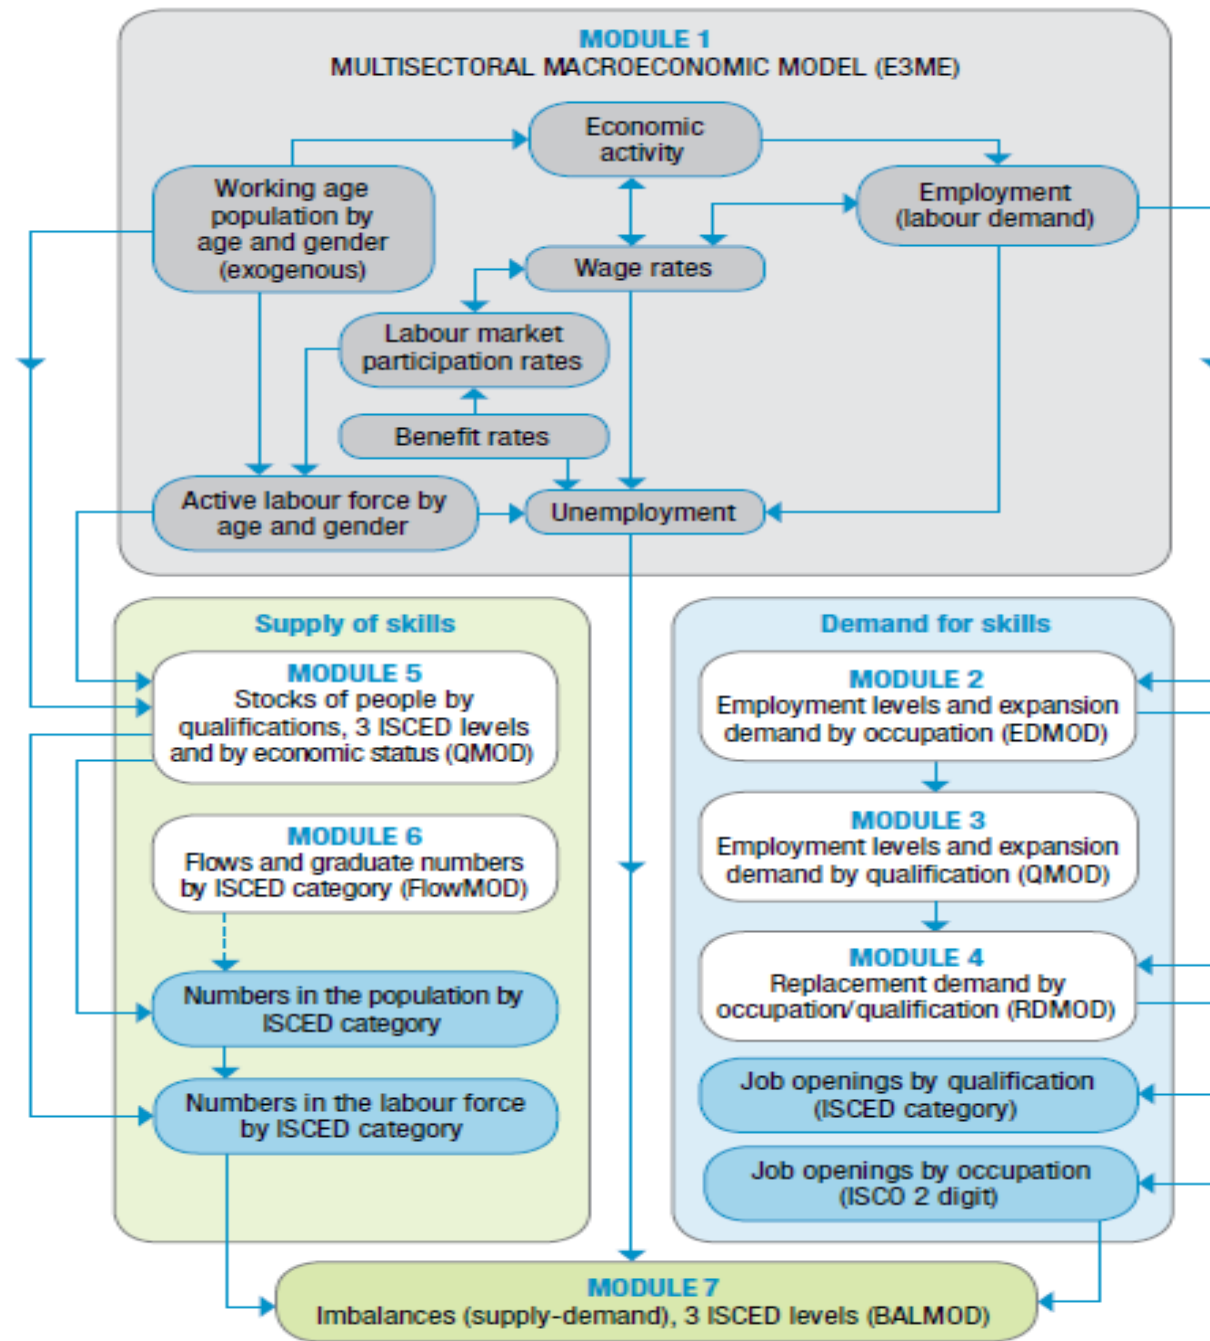 MODULE 1
MULTISECTORAL MACROECONOMIC MODEL (E3ME)
Economic
activity
Working age
population by
age and gender
(exogenous)
Employment
(labour demand)
Wage rates
Labour market
participation rates
Benefit rates
Active labour force by
age and gender
Unemployment
Supply of skills
MODULE 5
Stocks of people by
qualifications, 3 ISCED levels
and by economic status (QMOD)
MODULE 6
Flows and graduate numbers
by ISCED category (FlowMOD)
Numbers in the population by
ISCED category
Numbers in the labour force
by ISCED category
Demand for skills
MODULE 2
Employment levels and expansion
demand by occupation (EDMOD)
MODULE 3
Employment levels and expansion
demand by qualification (QMOD)
MODULE 4
Replacement demand by
occupation/qualification (RDMOD)
Job openings by qualification
(ISCED category)
Job openings by occupation
(ISCO 2 digit)
MODULE 7
Imbalances (supply-demand), 3 ISCED levels (BALMOD)